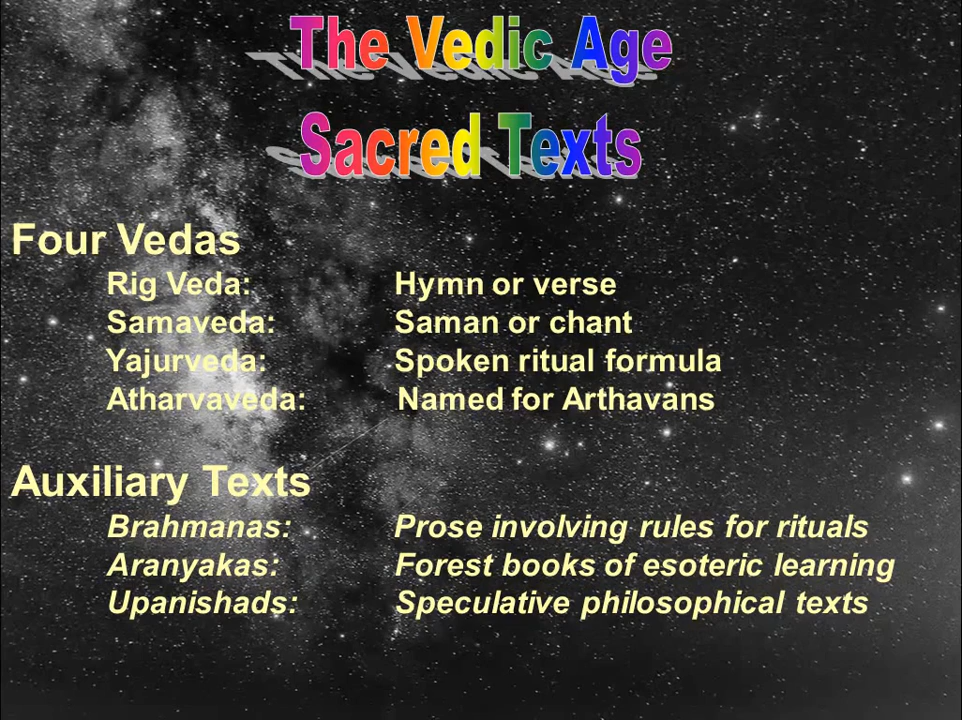 The Vedic Age
Sacred Texts
Four Vedas
Rig Veda: Hymn or verse
Samaveda: Saman or chant
Yajurveda: Spoken ritual formula
Atharvaveda: Named for Arthavans
Auxiliary Texts
Brahmanas: Prose involving rules for rituals
Aranyakas: Forest books of esoteric learning
Upanishads: Speculative philosophical texts